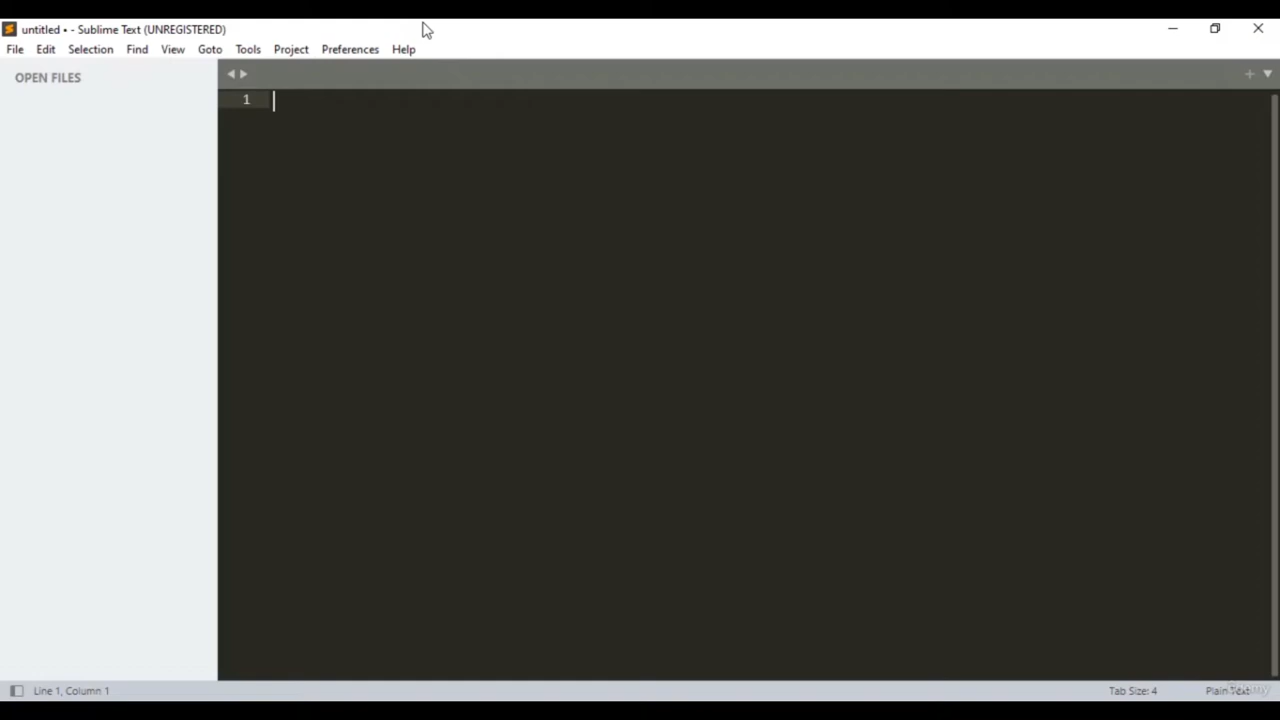 untitled • - Sublime Text (UNREGISTERED)
File Edit Selection Find View Goto Tools Project Preferences Help
OPEN FILES
1
Line 1, Column 1
Tab Size: 4
Plain Text